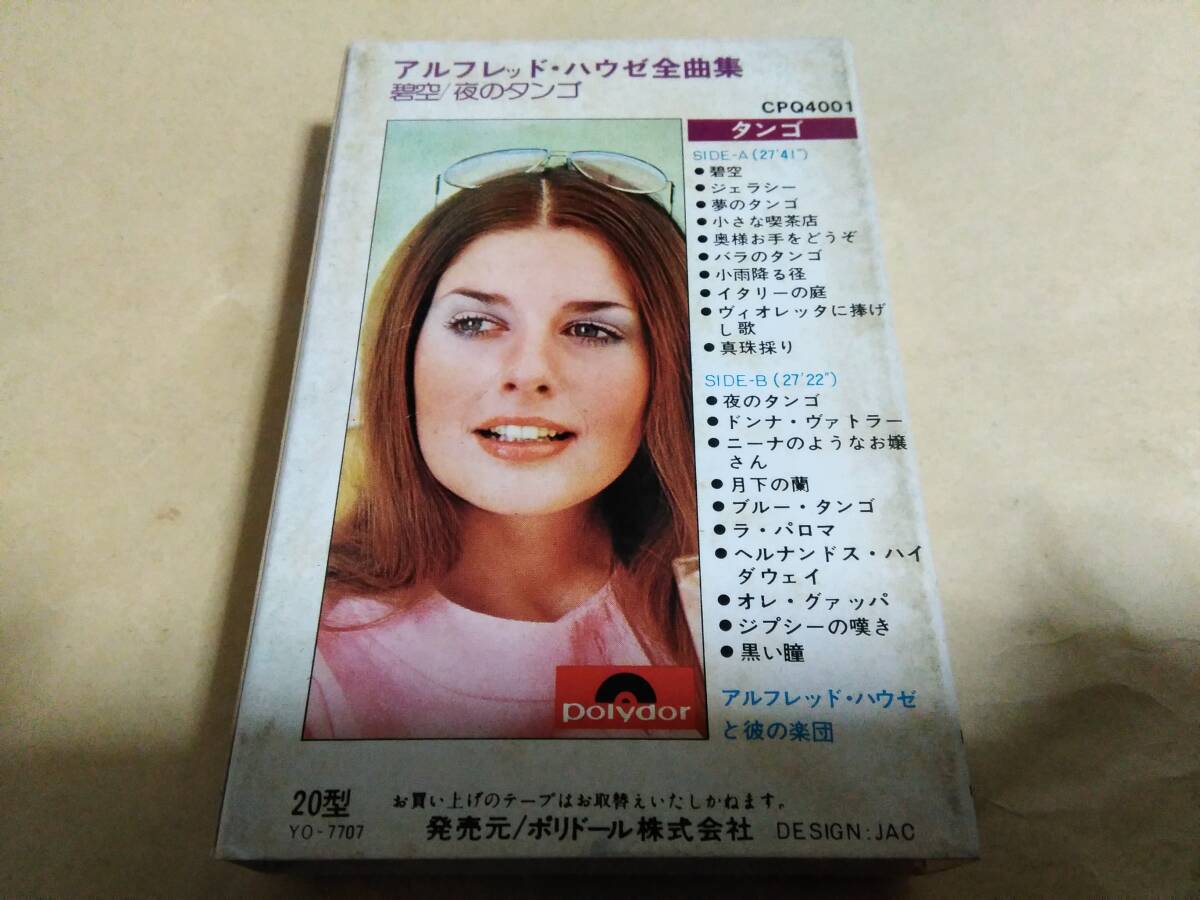 アルフレッド・ハウゼ全曲集
碧空/夜のタンゴ
CPQ4001
タンゴ
SIDE-A (27'41")
●碧空
●ジェラシー
●夢のタンゴ
●小さな喫茶店
●奥様お手をどうぞ
●バラのタンゴ
●小雨降る径
●イタリーの庭
●ヴィオレッタに捧げ
し歌
●真珠採り
SIDE-B (27'22")
●夜のタンゴ
●ドンナ・ヴァトラー
●ニーナのようなお嬢
さん
●月下の蘭
●ブルー・タンゴ
●ラ・パロマ
●ヘルナンドス・ハイ
ダウェイ
●オレ・グァッパ
●ジプシーの嘆き
●黒い瞳
アルフレッド・ハウゼ
と彼の楽団
polydor
20型
YO-7707
お買い上げのテープはお取替えいたしかねます。
発売元/ポリドール株式会社 DESIGN:JAC